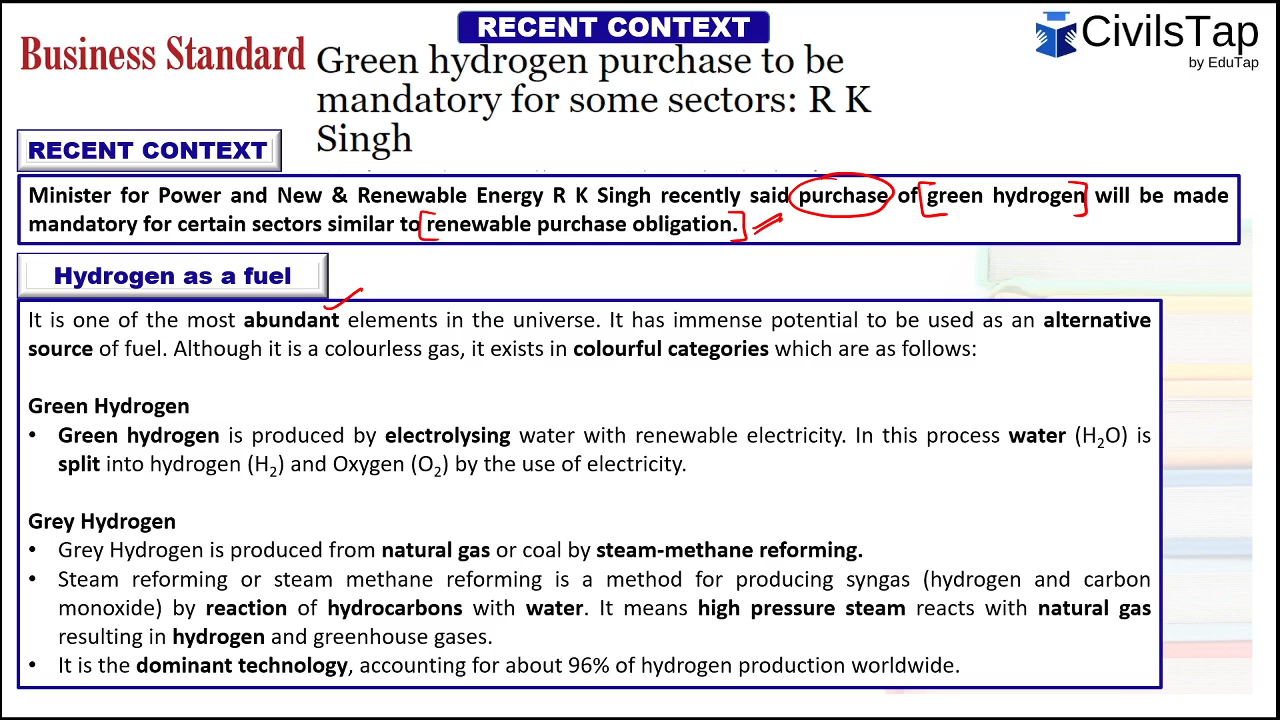 RECENT CONTEXT
Business Standard
CivilsTap
by EduTap
Green hydrogen purchase to be
mandatory for some sectors: R K
Singh
RECENT CONTEXT
Minister for Power and New & Renewable Energy R K Singh recently said purchase of green hydrogen will be made
mandatory for certain sectors similar to renewable purchase obligation.
Hydrogen as a fuel
It is one of the most abundant elements in the universe. It has immense potential to be used as an alternative
source of fuel. Although it is a colourless gas, it exists in colourful categories which are as follows:
Green Hydrogen
• Green hydrogen is produced by electrolysing water with renewable electricity. In this process water (H₂O) is
split into hydrogen (H₂) and Oxygen (O₂) by the use of electricity.
Grey Hydrogen
• Grey Hydrogen is produced from natural gas or coal by steam-methane reforming.
• Steam reforming or steam methane reforming is a method for producing syngas (hydrogen and carbon
monoxide) by reaction of hydrocarbons with water. It means high pressure steam reacts with natural gas
resulting in hydrogen and greenhouse gases.
• It is the dominant technology, accounting for about 96% of hydrogen production worldwide.